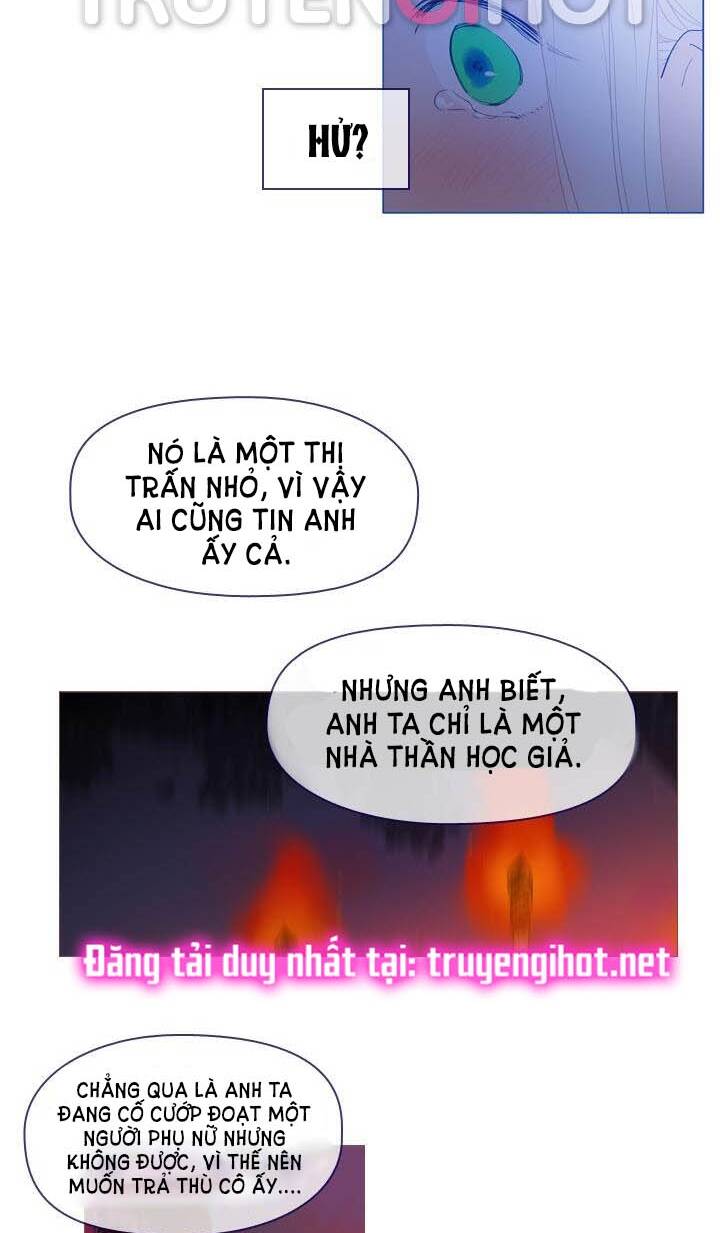 TRUYENGIHOT
HỬ?
NÓ LÀ MỘT THỊ
TRẤN NHỎ, VÌ VẬY
AI CŨNG TIN ANH
ẤY CẢ.
NHƯNG ANH BIẾT,
ANH TA CHỈ LÀ MỘT
NHÀ THẦN HỌC GIẢ.
Đăng tải duy nhất tại: truyengihot.net
CHẲNG QUA LÀ ANH TA
ĐANG CỐ CƯỚP ĐOẠT MỘT
NGƯỜI PHỤ NỮ NHƯNG
KHÔNG ĐƯỢC, VÌ THẾ NÊN
MUỐN TRẢ THÙ CÔ ẤY....